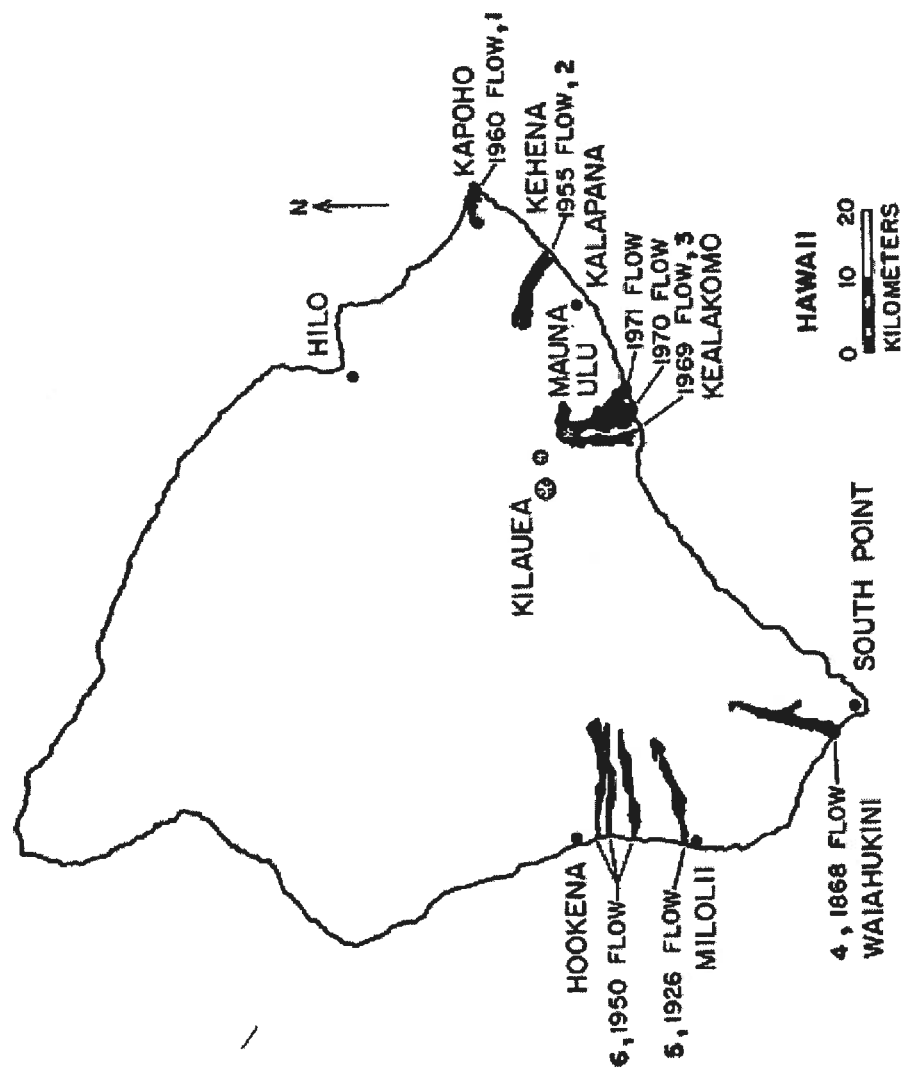 N
HILO
KAPOHO
1960 FLOW, 1
KEHENA
1955 FLOW, 2
KALAPANA
MAUNA
ULU
1971 FLOW
1970 FLOW
1969 FLOW, 3
KEALAKOMO
KILAUEA
HAWAII
0 10 20
KILOMETERS
SOUTH POINT
HOOKENA
6, 1950 FLOW
5, 1926 FLOW
MILOLII
4, 1868 FLOW
WAIAHUKINI